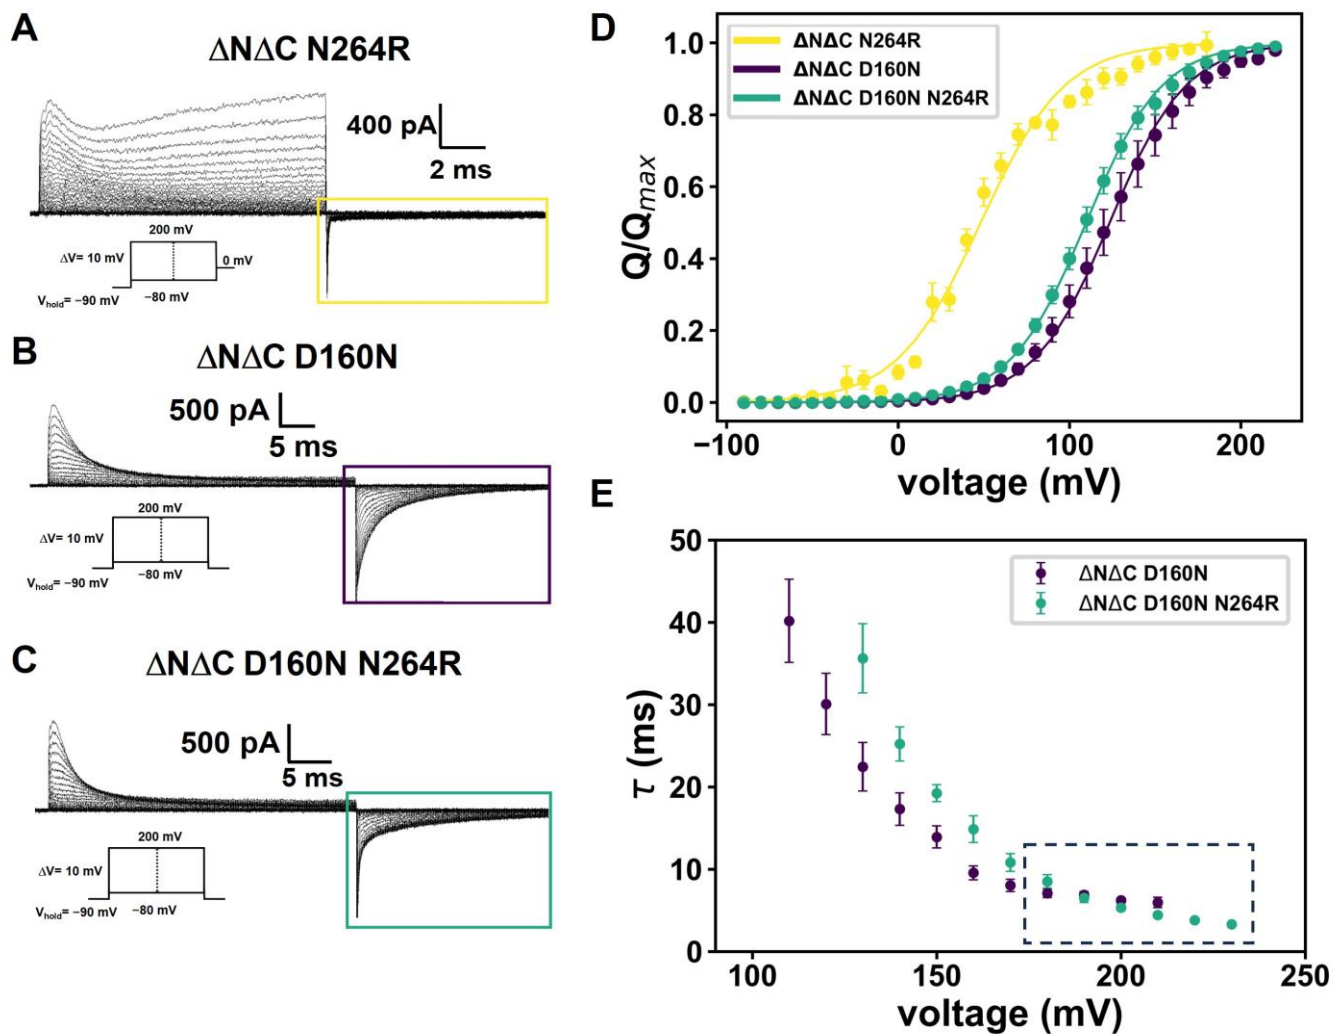 A
ΔNΔC N264R
400 pA
2 ms
200 mV
ΔV= 10 mV
0 mV
Vhold= −90 mV
−80 mV
B
ΔNΔC D160N
500 pA
5 ms
200 mV
ΔV= 10 mV
Vhold= −90 mV
−80 mV
C
ΔNΔC D160N N264R
500 pA
5 ms
200 mV
ΔV= 10 mV
Vhold= −90 mV
−80 mV
D
ΔNΔC N264R
ΔNΔC D160N
ΔNΔC D160N N264R
Q/Qmax
1.0
0.8
0.6
0.4
0.2
0.0
−100 0 100 200
voltage (mV)
E
ΔNΔC D160N
ΔNΔC D160N N264R
τ (ms)
50
40
30
20
10
0
100 150 200 250
voltage (mV)